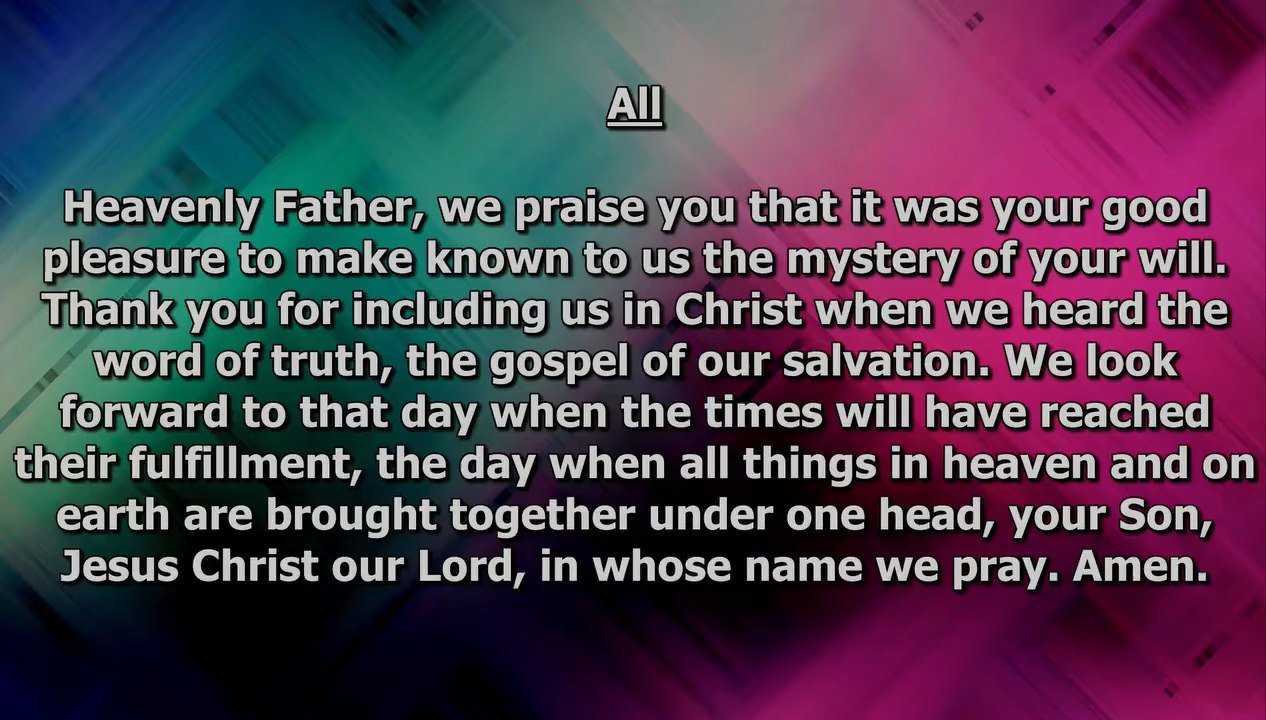 All
Heavenly Father, we praise you that it was your good
pleasure to make known to us the mystery of your will.
Thank you for including us in Christ when we heard the
word of truth, the gospel of our salvation. We look
forward to that day when the times will have reached
their fulfillment, the day when all things in heaven and on
earth are brought together under one head, your Son,
Jesus Christ our Lord, in whose name we pray. Amen.